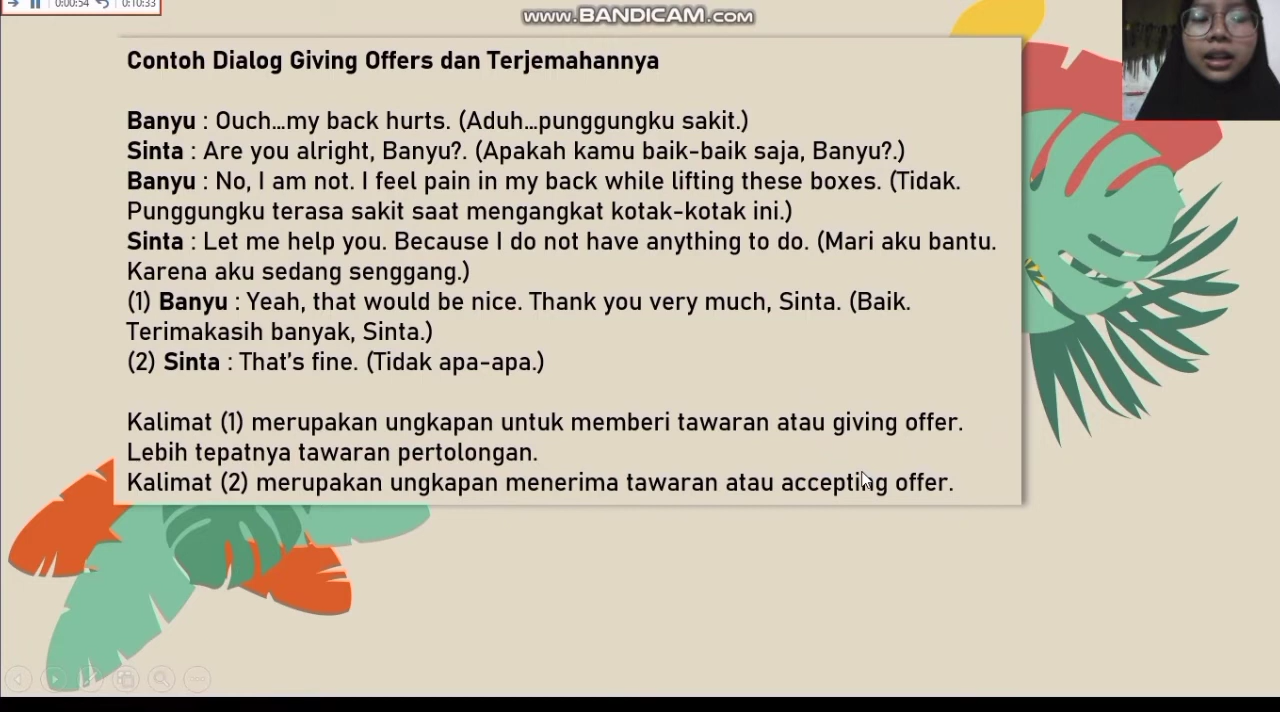 0:00:54 0:10:33
www.BANDICAM.com
Contoh Dialog Giving Offers dan Terjemahannya
Banyu : Ouch...my back hurts. (Aduh...punggungku sakit.)
Sinta : Are you alright, Banyu?. (Apakah kamu baik-baik saja, Banyu?.)
Banyu : No, I am not. I feel pain in my back while lifting these boxes. (Tidak.
Punggungku terasa sakit saat mengangkat kotak-kotak ini.)
Sinta : Let me help you. Because I do not have anything to do. (Mari aku bantu.
Karena aku sedang senggang.)
(1) Banyu : Yeah, that would be nice. Thank you very much, Sinta. (Baik.
Terimakasih banyak, Sinta.)
(2) Sinta : That's fine. (Tidak apa-apa.)
Kalimat (1) merupakan ungkapan untuk memberi tawaran atau giving offer.
Lebih tepatnya tawaran pertolongan.
Kalimat (2) merupakan ungkapan menerima tawaran atau accepting offer.